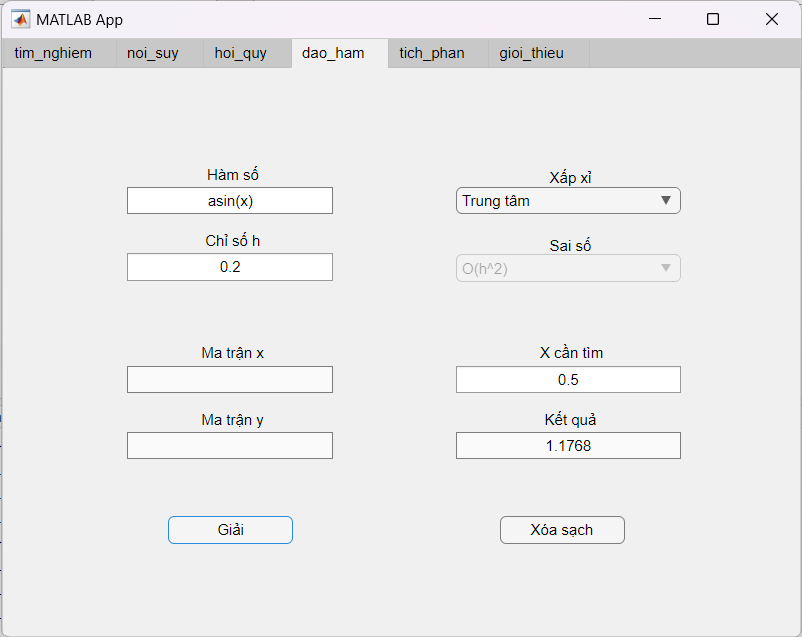 MATLAB App
tim_nghiem noi_suy hoi_quy dao_ham tich_phan gioi_thieu
Hàm số
asin(x)
Xấp xỉ
Trung tâm
Chỉ số h
0.2
Sai số
O(h^2)
Ma trận x
X cần tìm
0.5
Ma trận y
Kết quả
1.1768
Giải
Xóa sạch